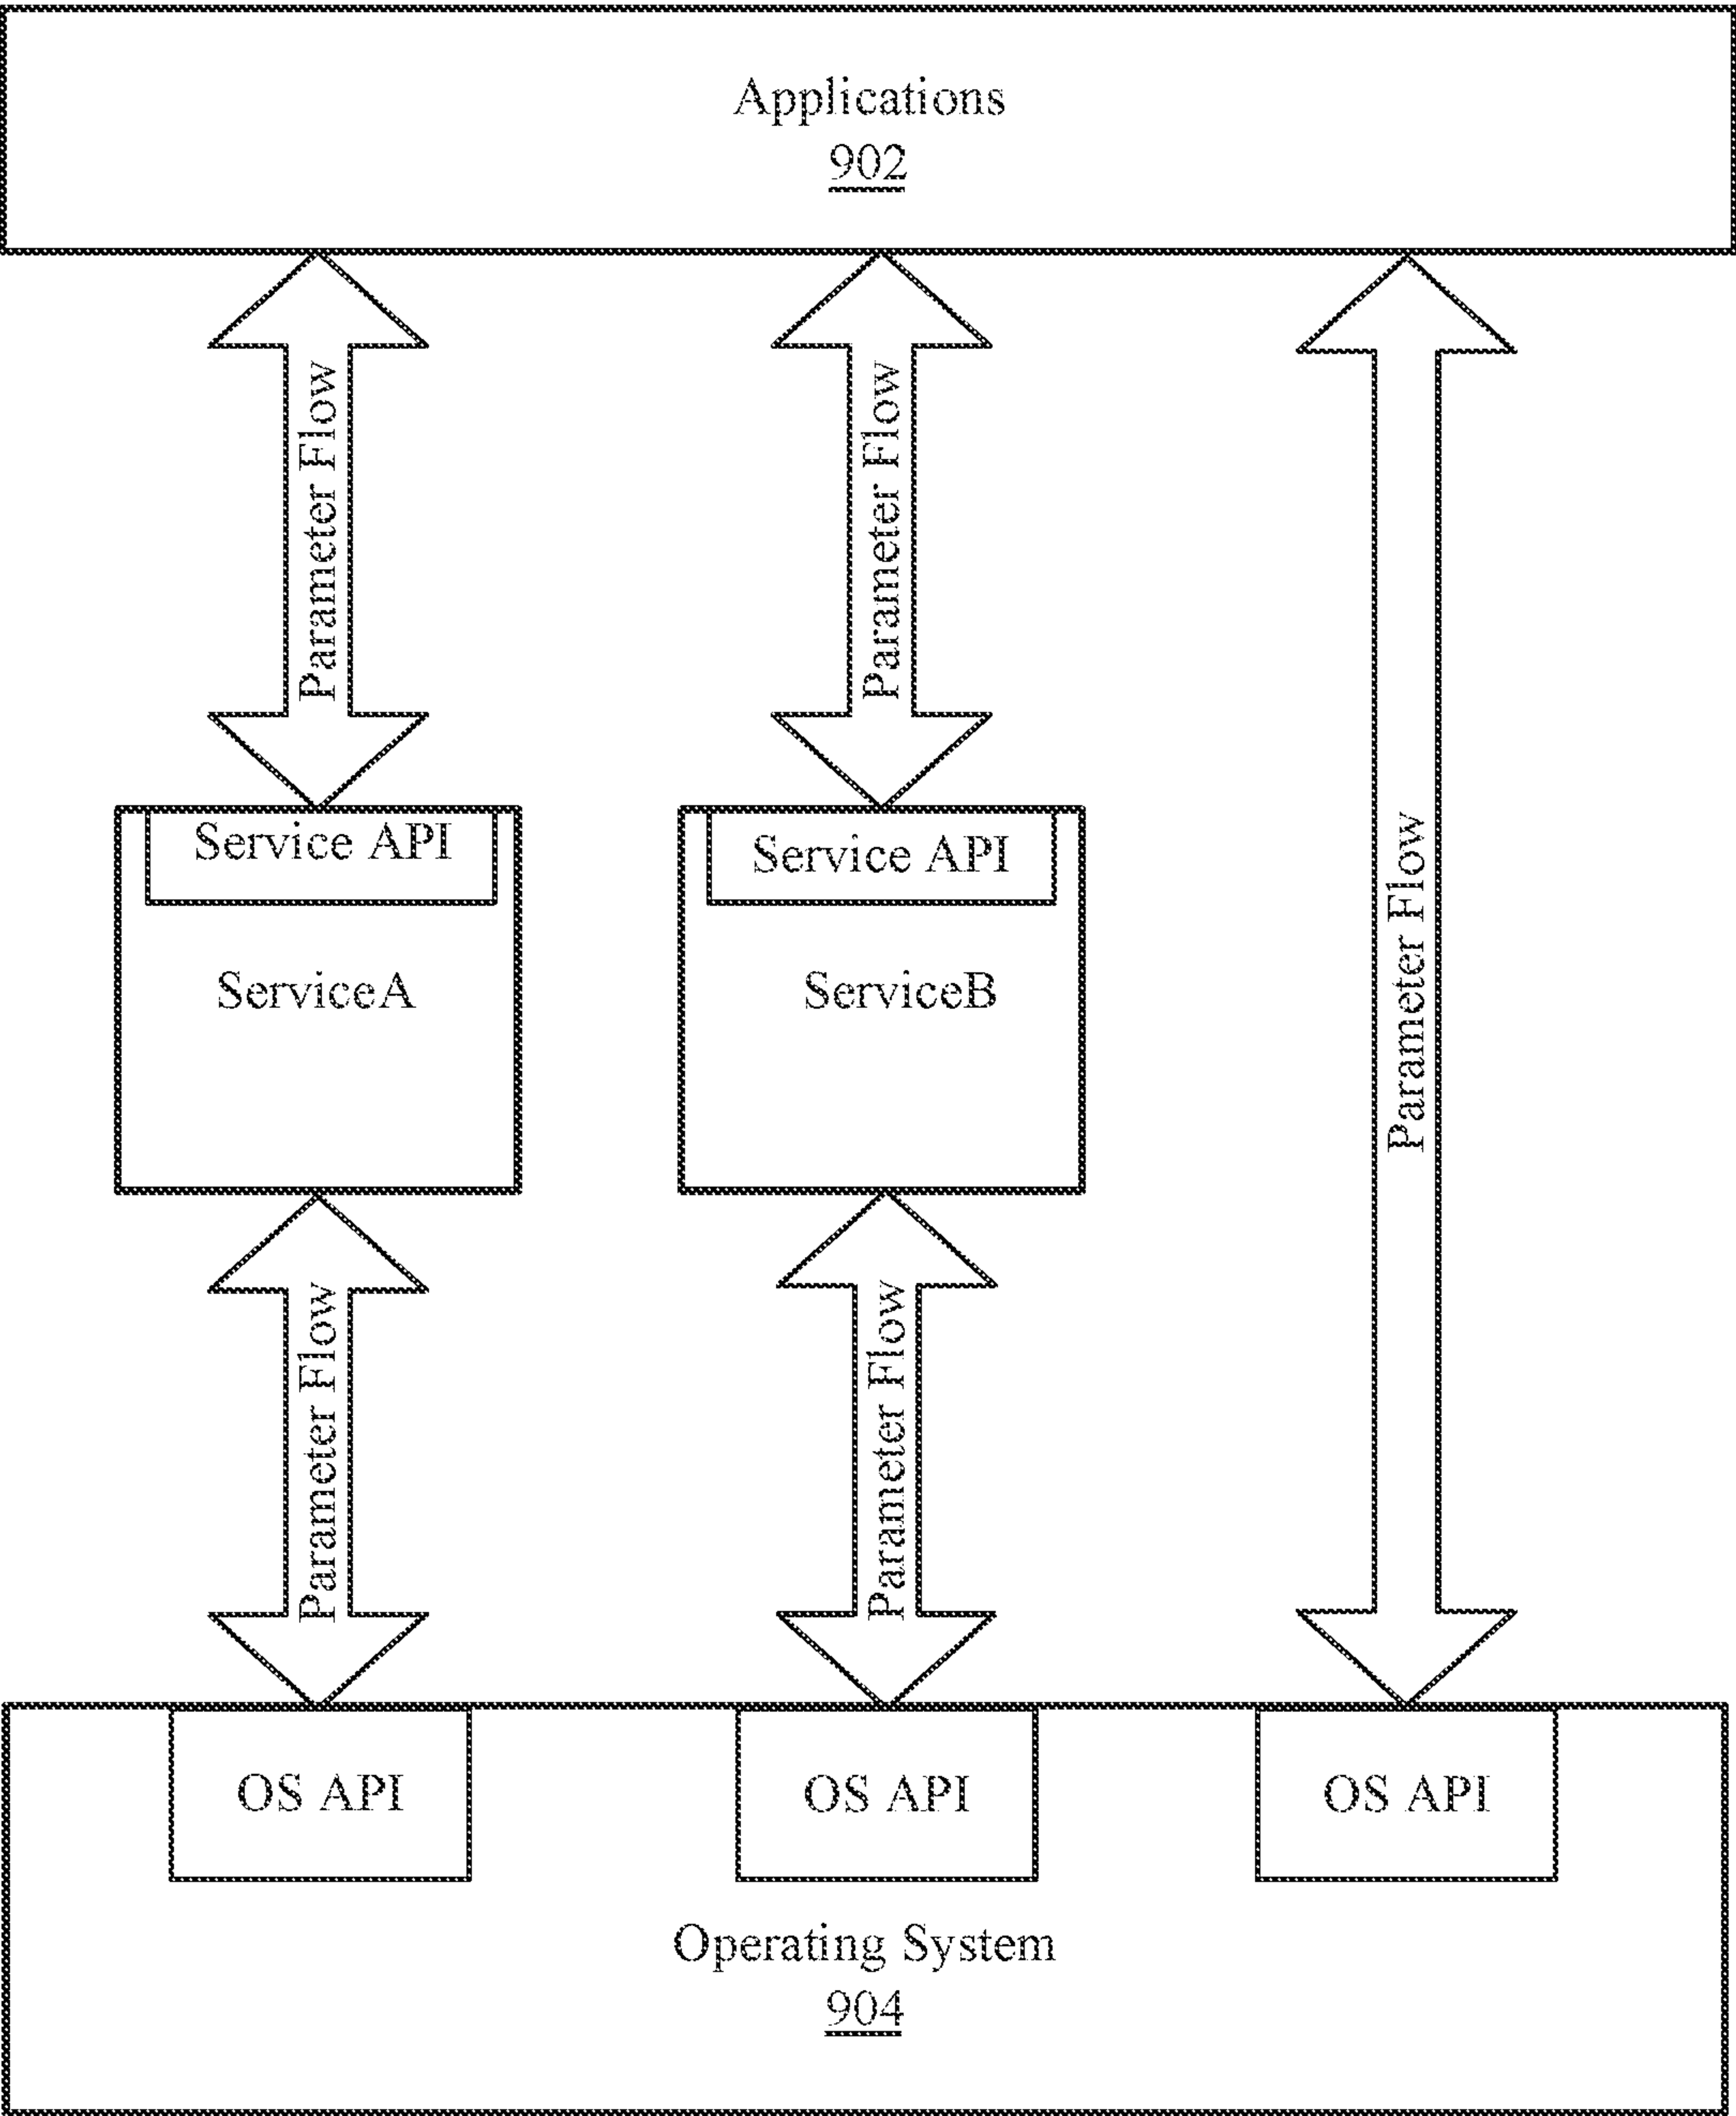 Applications
902
Parameter Flow
Parameter Flow
Parameter Flow
Service API
Service API
ServiceA
ServiceB
Parameter Flow
Parameter Flow
OS API
OS API
OS API
Operating System
904